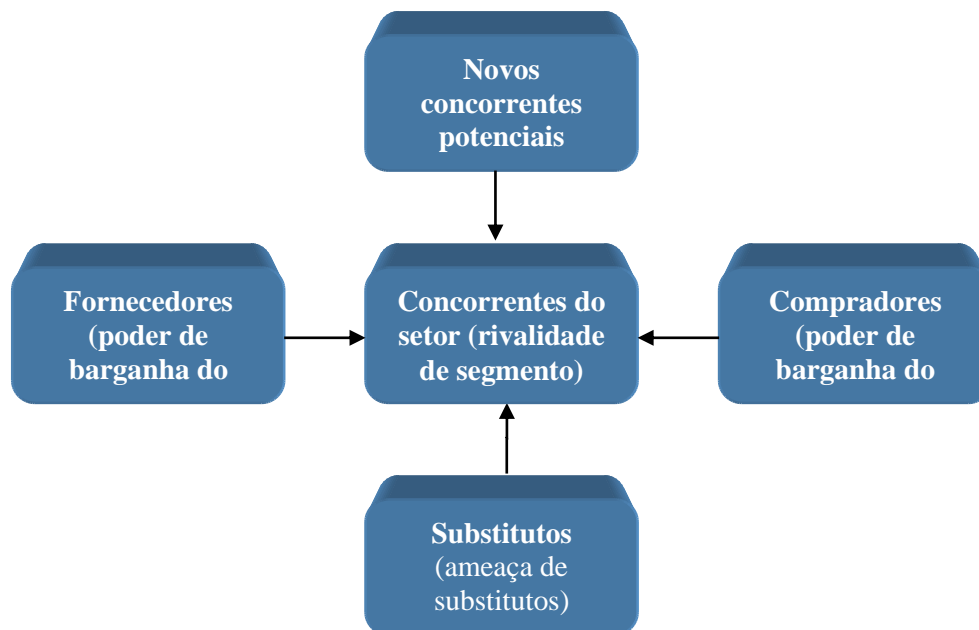 Novos
concorrentes
potenciais
Fornecedores
(poder de
barganha do
Concorrentes do
setor (rivalidade
de segmento)
Compradores
(poder de
barganha do
Substitutos
(ameaça de
substitutos)